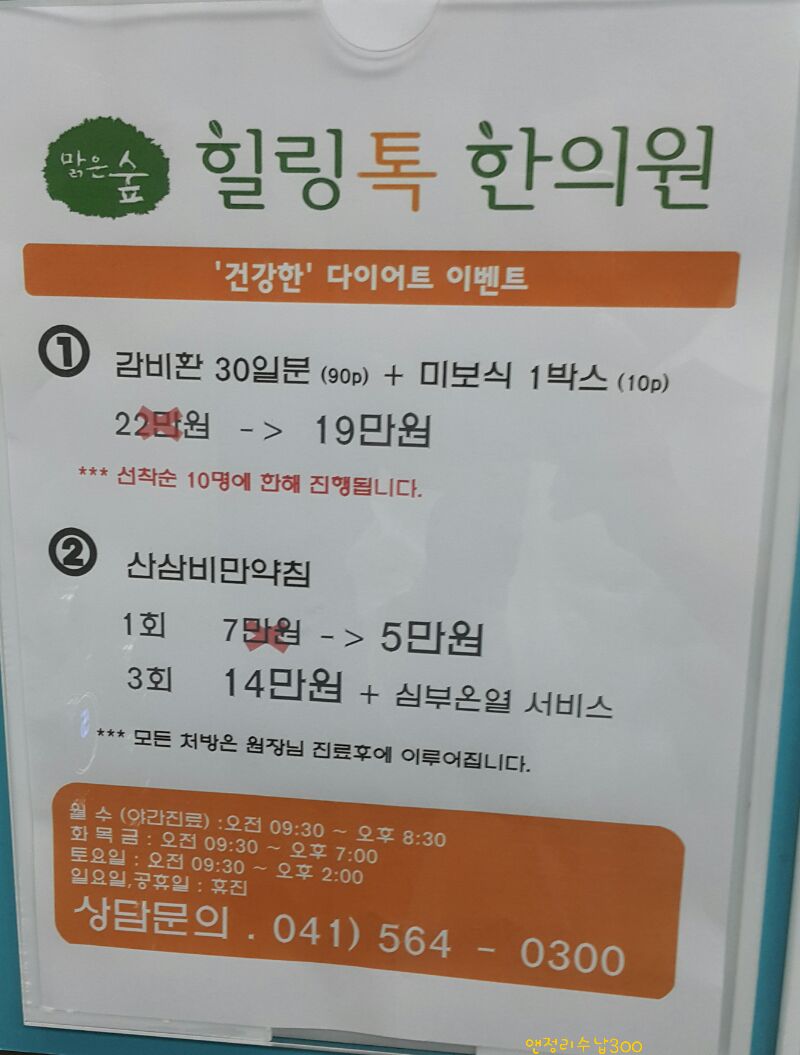 맑은숲 힐링톡 한의원
'건강한' 다이어트 이벤트
① 감비환 30일분 (90p) + 미보식 1박스 (10p)
22만원 -> 19만원
*** 선착순 10명에 한해 진행됩니다.
② 산삼비만약침
1회 7만원 -> 5만원
3회 14만원 + 심부온열 서비스
*** 모든 처방은 원장님 진료후에 이루어집니다.
월 수 (야간진료) :오전 09:30 ~ 오후 8:30
화 목 금 : 오전 09:30 ~ 오후 7:00
토요일 : 오전 09:30 ~ 오후 2:00
일요일,공휴일 : 휴진
상담문의 . 041) 564 - 0300
앤정리수납300